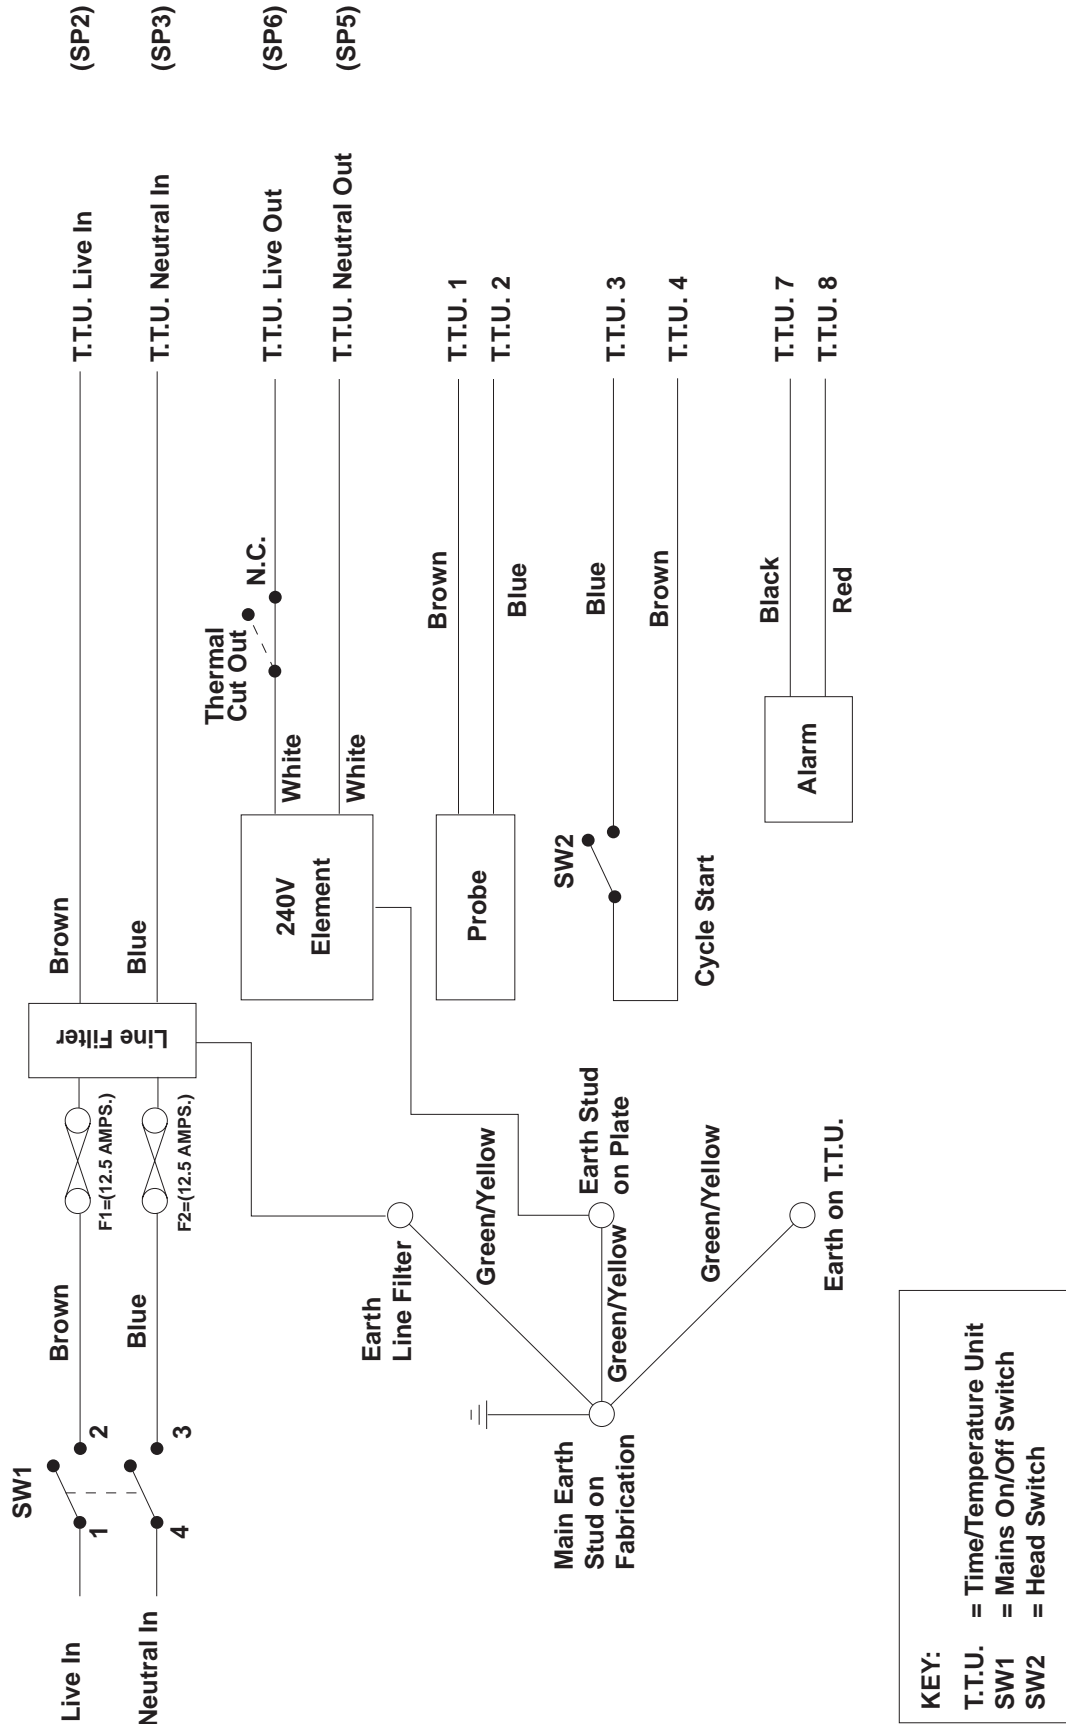 SW1
Live In
1
2
Brown
F1=(12.5 AMPS.)
Line Filter
Brown
T.T.U. Live In
(SP2)
Neutral In
4
3
Blue
F2=(12.5 AMPS.)
Blue
T.T.U. Neutral In
(SP3)
Thermal
Cut Out
N.C.
240V
Element
White
T.T.U. Live Out
(SP6)
White
T.T.U. Neutral Out
(SP5)
Earth
Line Filter
Green/Yellow
Probe
Brown
T.T.U. 1
Blue
T.T.U. 2
Main Earth
Stud on
Fabrication
Green/Yellow
Earth Stud
on Plate
SW2
Blue
T.T.U. 3
Brown
T.T.U. 4
Cycle Start
Green/Yellow
Earth on T.T.U.
Alarm
Black
T.T.U. 7
Red
T.T.U. 8
KEY:
T.T.U. = Time/Temperature Unit
SW1 = Mains On/Off Switch
SW2 = Head Switch